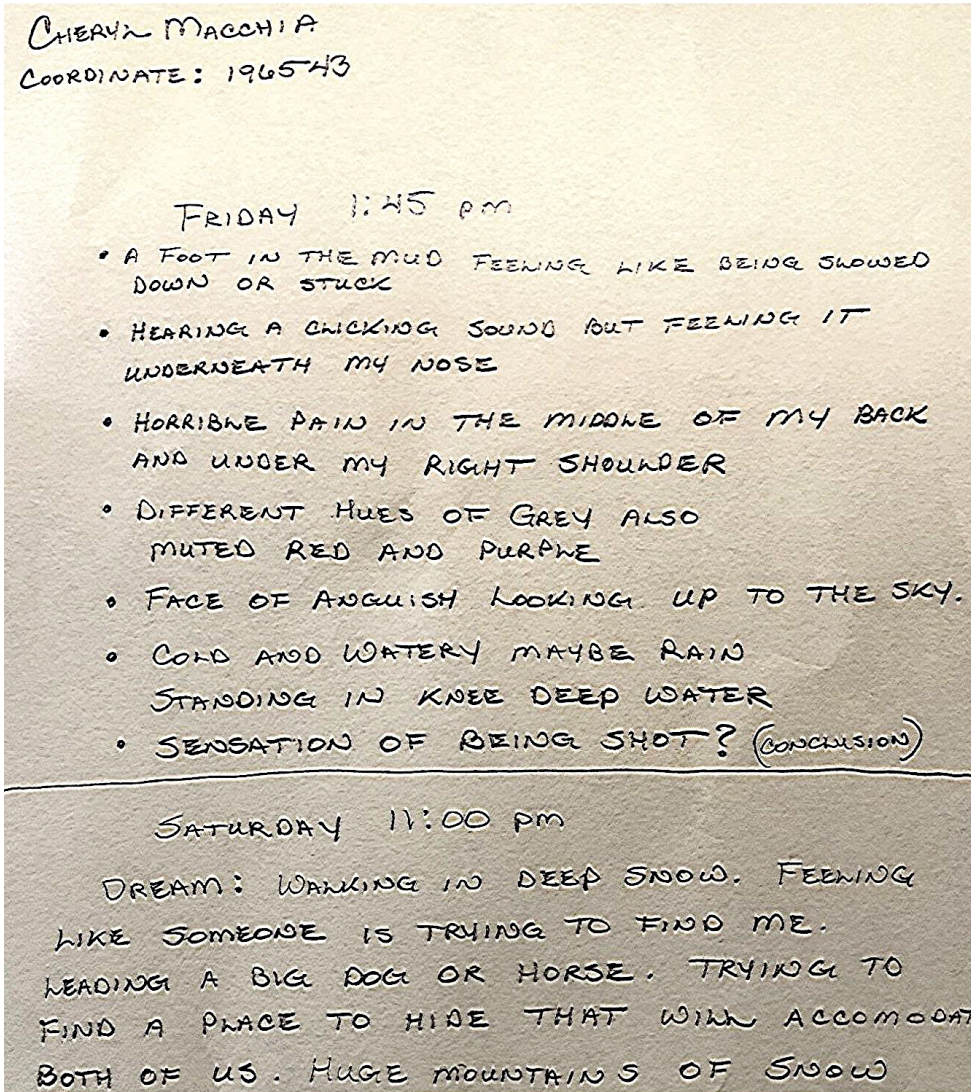 CHERYL MACCHIA
COORDINATE: 196543
FRIDAY 1:45 pm
• A FOOT IN THE MUD FEELING LIKE BEING SLOWED
DOWN OR STUCK
• HEARING A CLICKING SOUND BUT FEELING IT
UNDERNEATH MY NOSE
• HORRIBLE PAIN IN THE MIDDLE OF MY BACK
AND UNDER MY RIGHT SHOULDER
• DIFFERENT HUES OF GREY ALSO
MUTED RED AND PURPLE
• FACE OF ANGUISH LOOKING UP TO THE SKY.
• COLD AND WATERY MAYBE RAIN
STANDING IN KNEE DEEP WATER
• SENSATION OF BEING SHOT? (CONCLUSION)
SATURDAY 11:00 pm
DREAM: WALKING IN DEEP SNOW. FEELING
LIKE SOMEONE IS TRYING TO FIND ME.
LEADING A BIG DOG OR HORSE. TRYING TO
FIND A PLACE TO HIDE THAT WILL ACCOMODAT
BOTH OF US. HUGE MOUNTAINS OF SNOW